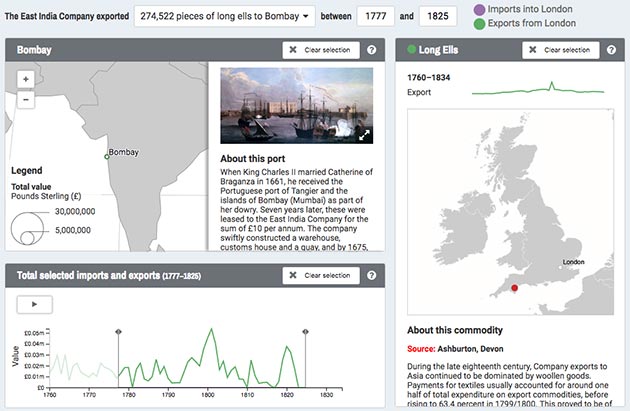 The East India Company exported 274,522 pieces of long ells to Bombay between 1777 and 1825
Imports into London
Exports from London
Bombay
Clear selection
?
+
−
Bombay
Legend
Total value
Pounds Sterling (£)
30,000,000
5,000,000
About this port
When King Charles II married Catherine of
Braganza in 1661, he received the
Portuguese port of Tangier and the
islands of Bombay (Mumbai) as part of
her dowry. Seven years later, these were
leased to the East India Company for the
sum of £10 per annum. The company
swiftly constructed a warehouse,
customs house and a quay, and by 1675,
Long Ells
Clear selection
?
1760–1834
Export
London
About this commodity
Source: Ashburton, Devon
During the late eighteenth century, Company exports to
Asia continued to be dominated by woollen goods.
Payments for textiles usually accounted for around one
half of total expenditure on export commodities, before
rising to 63.4 percent in 1799/1800. This proved to be of
Total selected imports and exports (1777–1825)
Clear selection
?
Value
£0.05m
£0.04m
£0.03m
£0.02m
£0.01m
£0
1760
1770
1780
1790
1800
1810
1820
1830